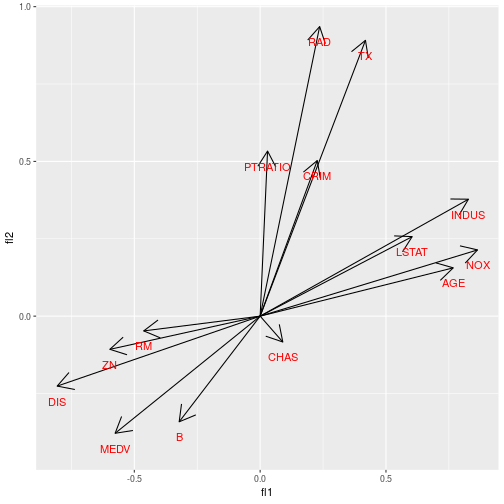 1.0
RAD
TX
0.5
PTRATIO
CRIM
INDUS
LSTAT
NOX
AGE
fl2
0.0
RM
CHAS
ZN
DIS
B
MEDV
-0.5
0.0
0.5
fl1